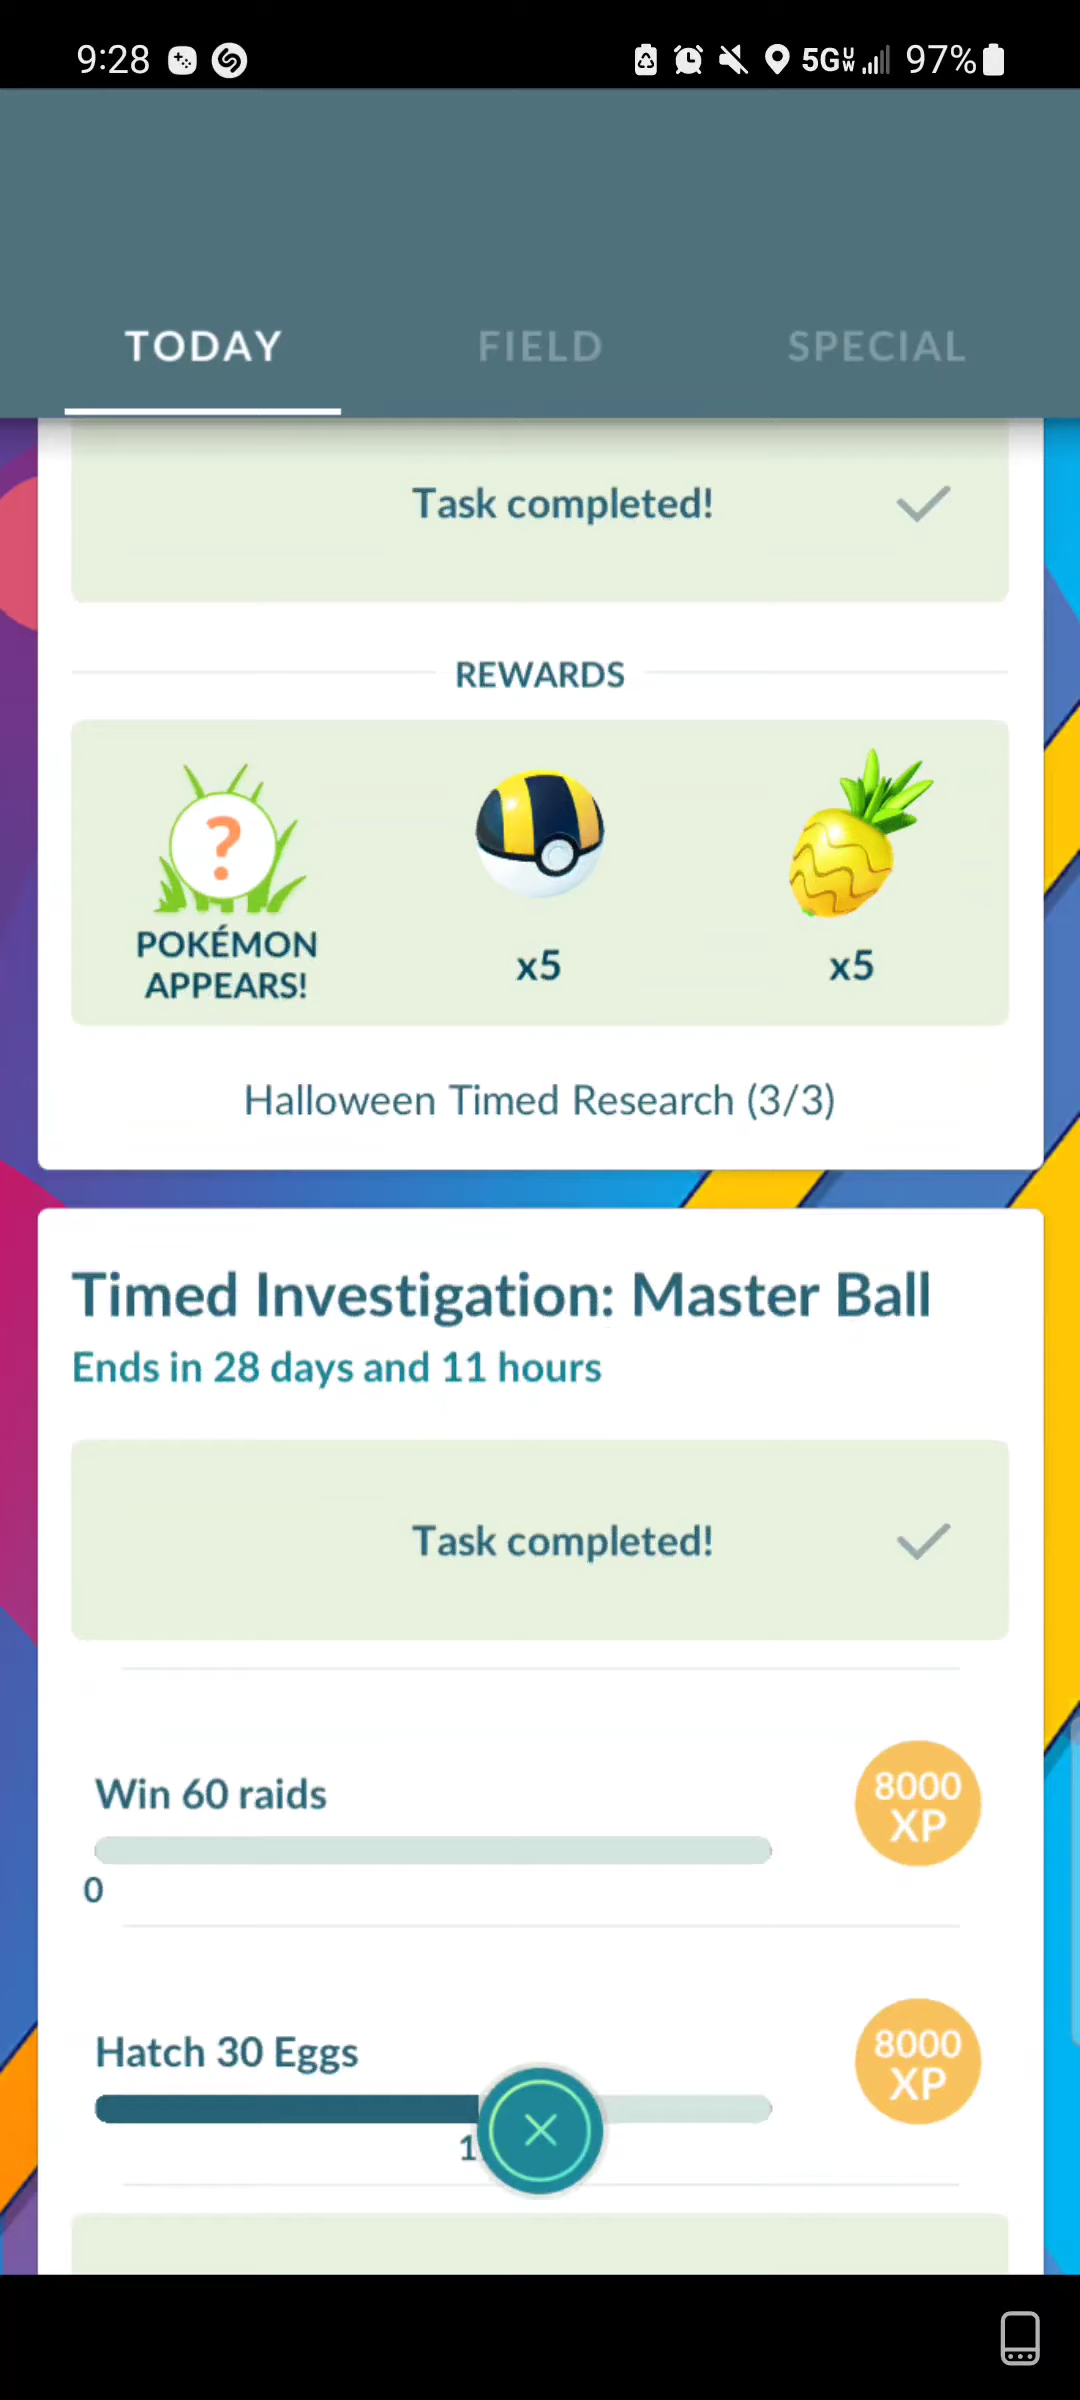 9:28
5G UW 97%
TODAY FIELD SPECIAL
Task completed!
REWARDS
?
POKÉMON
APPEARS!
x5
x5
Halloween Timed Research (3/3)
Timed Investigation: Master Ball
Ends in 28 days and 11 hours
Task completed!
Win 60 raids
8000
XP
0
Hatch 30 Eggs
8000
XP